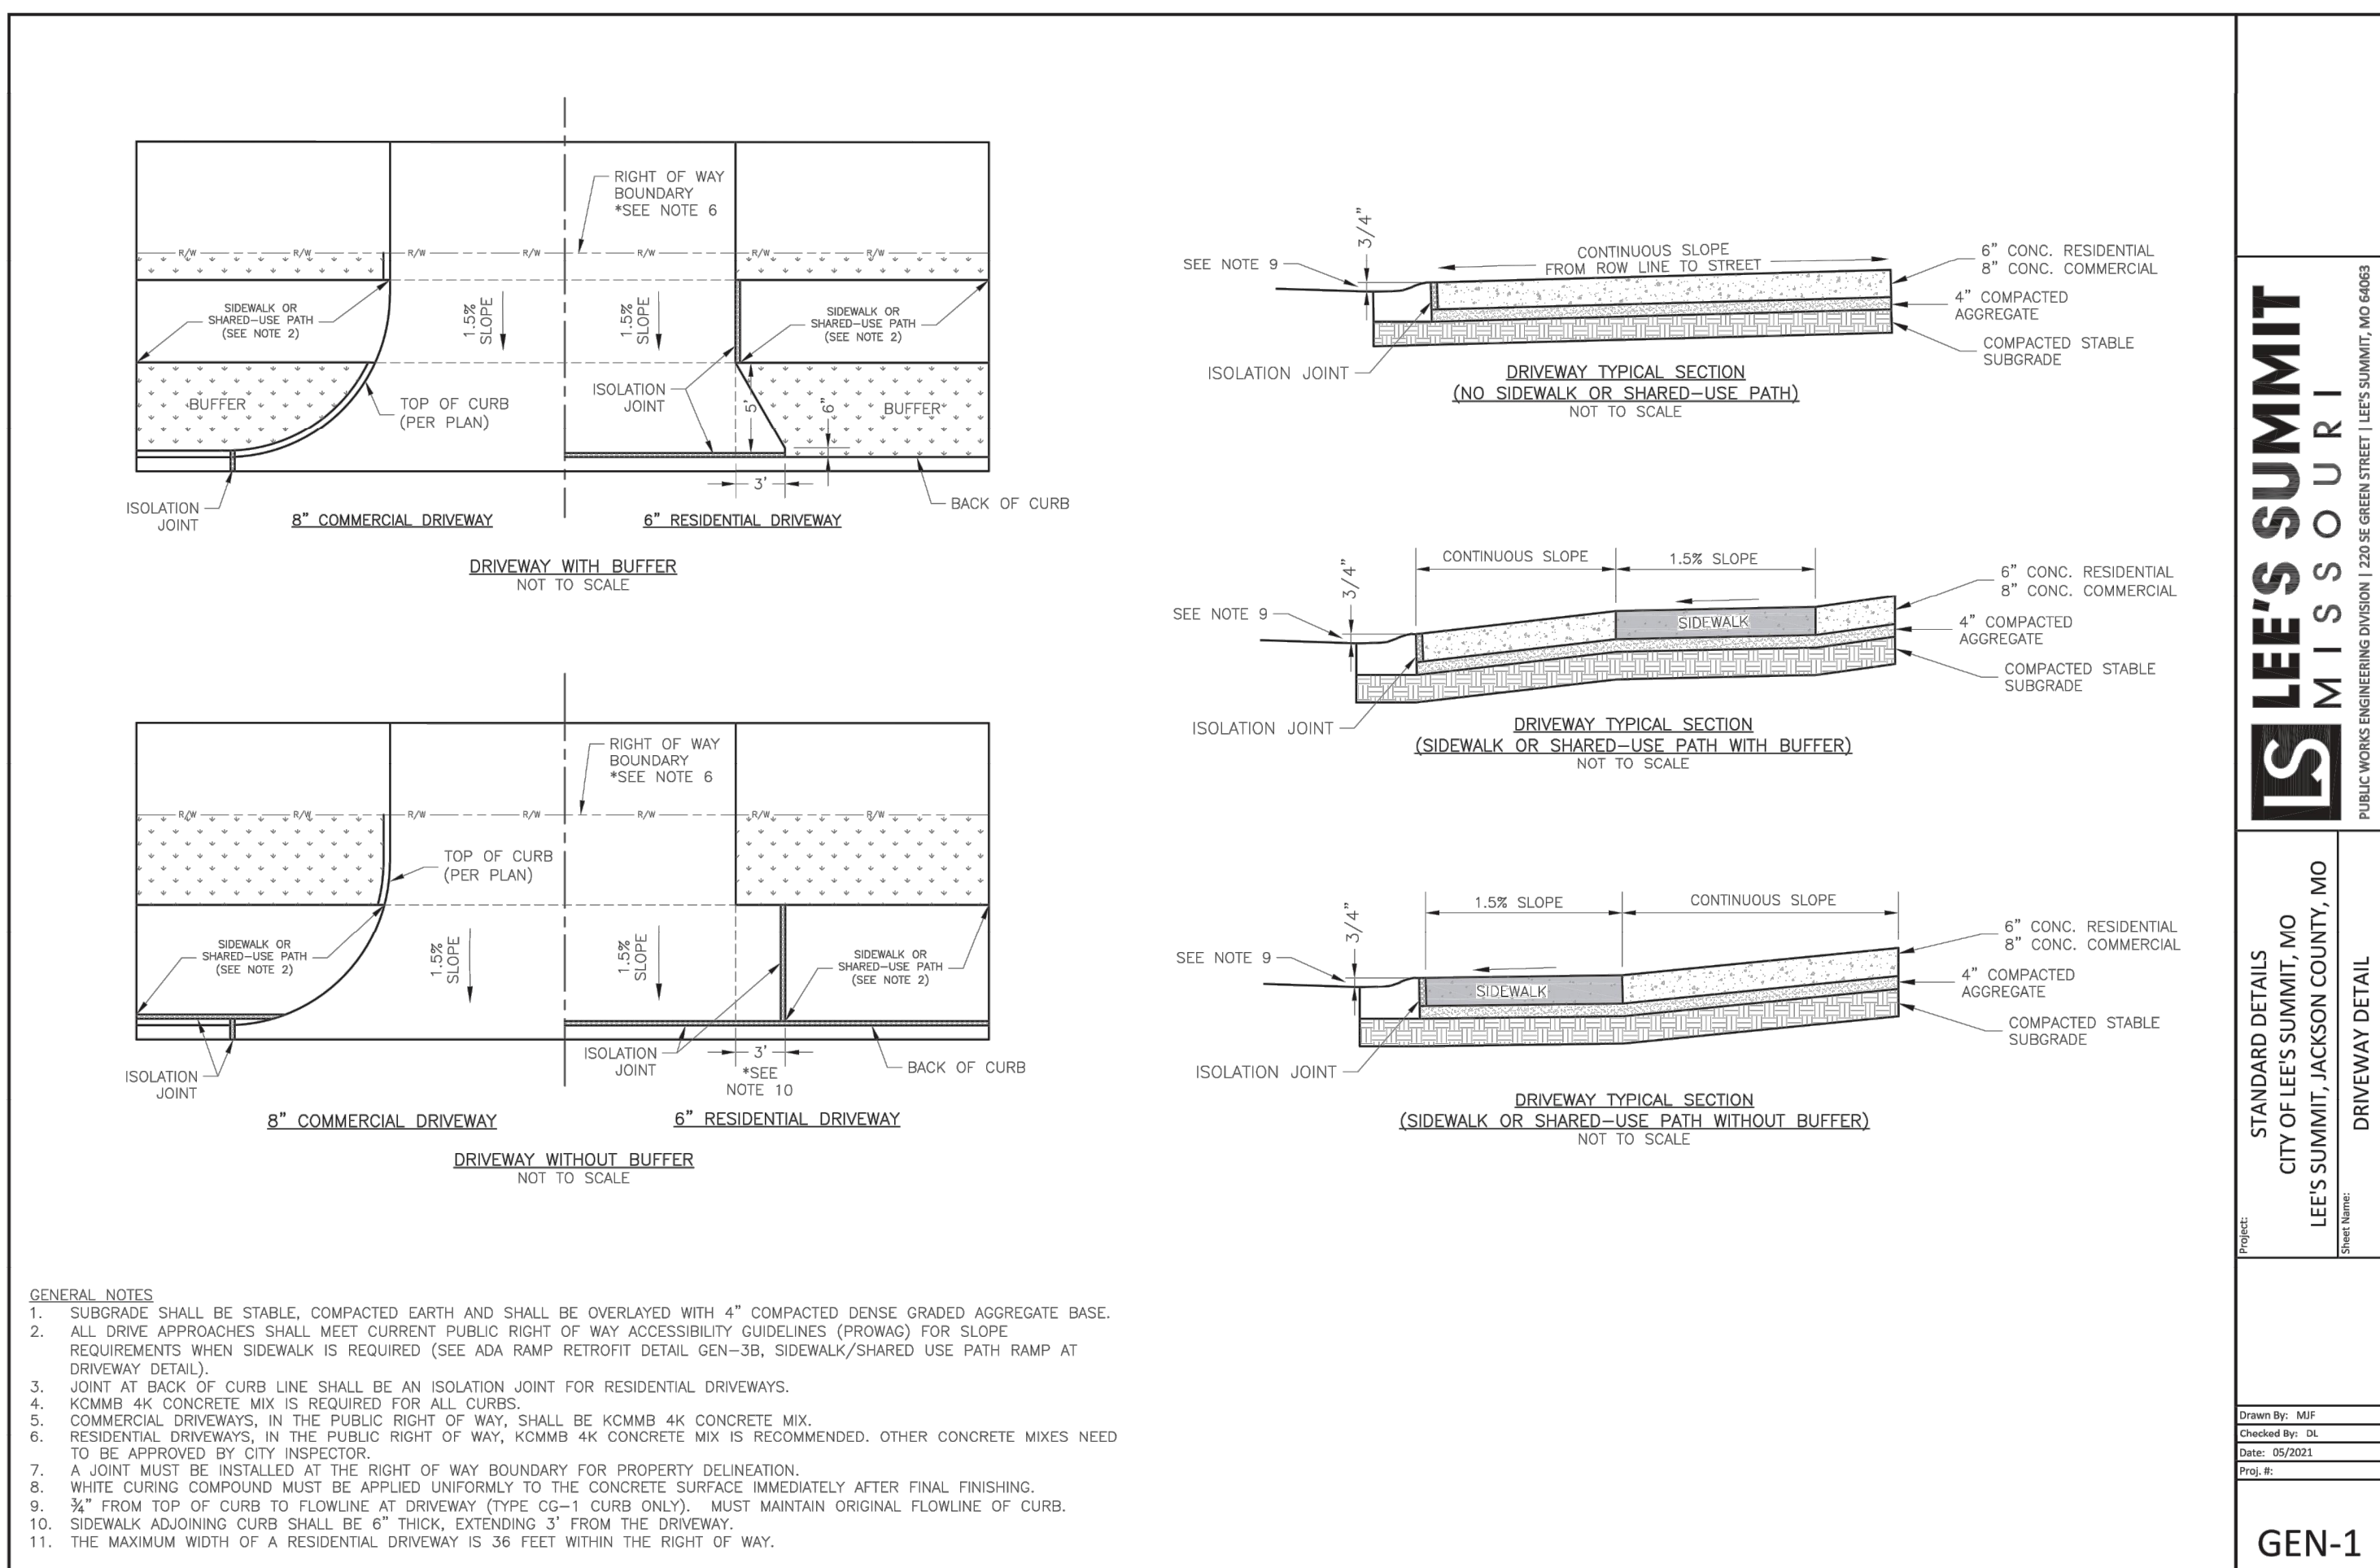 RIGHT OF WAY
BOUNDARY
*SEE NOTE 6
R/W R/W R/W R/W R/W R/W R/W
SIDEWALK OR
SHARED-USE PATH
(SEE NOTE 2)
1.5%
SLOPE
1.5%
SLOPE
SIDEWALK OR
SHARED-USE PATH
(SEE NOTE 2)
BUFFER
TOP OF CURB
(PER PLAN)
ISOLATION
JOINT
5'
6"
BUFFER
3'
ISOLATION
JOINT
BACK OF CURB
8" COMMERCIAL DRIVEWAY
6" RESIDENTIAL DRIVEWAY
DRIVEWAY WITH BUFFER
NOT TO SCALE
RIGHT OF WAY
BOUNDARY
*SEE NOTE 6
R/W R/W R/W R/W R/W R/W R/W
TOP OF CURB
(PER PLAN)
SIDEWALK OR
SHARED-USE PATH
(SEE NOTE 2)
1.5%
SLOPE
1.5%
SLOPE
SIDEWALK OR
SHARED-USE PATH
(SEE NOTE 2)
ISOLATION
JOINT
ISOLATION
JOINT
3'
*SEE
NOTE 10
BACK OF CURB
8" COMMERCIAL DRIVEWAY
6" RESIDENTIAL DRIVEWAY
DRIVEWAY WITHOUT BUFFER
NOT TO SCALE
3/4"
SEE NOTE 9
CONTINUOUS SLOPE
FROM ROW LINE TO STREET
6" CONC. RESIDENTIAL
8" CONC. COMMERCIAL
4" COMPACTED
AGGREGATE
COMPACTED STABLE
SUBGRADE
ISOLATION JOINT
DRIVEWAY TYPICAL SECTION
(NO SIDEWALK OR SHARED-USE PATH)
NOT TO SCALE
3/4"
CONTINUOUS SLOPE
1.5% SLOPE
SEE NOTE 9
SIDEWALK
6" CONC. RESIDENTIAL
8" CONC. COMMERCIAL
4" COMPACTED
AGGREGATE
COMPACTED STABLE
SUBGRADE
ISOLATION JOINT
DRIVEWAY TYPICAL SECTION
(SIDEWALK OR SHARED-USE PATH WITH BUFFER)
NOT TO SCALE
3/4"
1.5% SLOPE
CONTINUOUS SLOPE
SEE NOTE 9
SIDEWALK
6" CONC. RESIDENTIAL
8" CONC. COMMERCIAL
4" COMPACTED
AGGREGATE
COMPACTED STABLE
SUBGRADE
ISOLATION JOINT
DRIVEWAY TYPICAL SECTION
(SIDEWALK OR SHARED-USE PATH WITHOUT BUFFER)
NOT TO SCALE
GENERAL NOTES
1. SUBGRADE SHALL BE STABLE, COMPACTED EARTH AND SHALL BE OVERLAYED WITH 4" COMPACTED DENSE GRADED AGGREGATE BASE.
2. ALL DRIVE APPROACHES SHALL MEET CURRENT PUBLIC RIGHT OF WAY ACCESSIBILITY GUIDELINES (PROWAG) FOR SLOPE
REQUIREMENTS WHEN SIDEWALK IS REQUIRED (SEE ADA RAMP RETROFIT DETAIL GEN-3B, SIDEWALK/SHARED USE PATH RAMP AT
DRIVEWAY DETAIL).
3. JOINT AT BACK OF CURB LINE SHALL BE AN ISOLATION JOINT FOR RESIDENTIAL DRIVEWAYS.
4. KCMMB 4K CONCRETE MIX IS REQUIRED FOR ALL CURBS.
5. COMMERCIAL DRIVEWAYS, IN THE PUBLIC RIGHT OF WAY, SHALL BE KCMMB 4K CONCRETE MIX.
6. RESIDENTIAL DRIVEWAYS, IN THE PUBLIC RIGHT OF WAY, KCMMB 4K CONCRETE MIX IS RECOMMENDED. OTHER CONCRETE MIXES NEED
TO BE APPROVED BY CITY INSPECTOR.
7. A JOINT MUST BE INSTALLED AT THE RIGHT OF WAY BOUNDARY FOR PROPERTY DELINEATION.
8. WHITE CURING COMPOUND MUST BE APPLIED UNIFORMLY TO THE CONCRETE SURFACE IMMEDIATELY AFTER FINAL FINISHING.
9. ¾" FROM TOP OF CURB TO FLOWLINE AT DRIVEWAY (TYPE CG-1 CURB ONLY). MUST MAINTAIN ORIGINAL FLOWLINE OF CURB.
10. SIDEWALK ADJOINING CURB SHALL BE 6" THICK, EXTENDING 3' FROM THE DRIVEWAY.
11. THE MAXIMUM WIDTH OF A RESIDENTIAL DRIVEWAY IS 36 FEET WITHIN THE RIGHT OF WAY.
LS
LEE'S SUMMIT
MISSOURI
PUBLIC WORKS ENGINEERING DIVISION | 220 SE GREEN STREET | LEE'S SUMMIT, MO 64063
Project:
STANDARD DETAILS
CITY OF LEE'S SUMMIT, MO
LEE'S SUMMIT, JACKSON COUNTY, MO
Sheet Name:
DRIVEWAY DETAIL
Drawn By: MJF
Checked By: DL
Date: 05/2021
Proj. #:
GEN-1